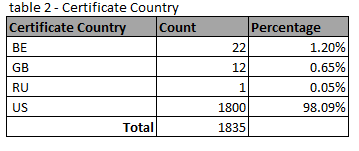 table 2 - Certificate Country
Certificate Country Count Percentage
BE 22 1.20%
GB 12 0.65%
RU 1 0.05%
US 1800 98.09%
Total 1835